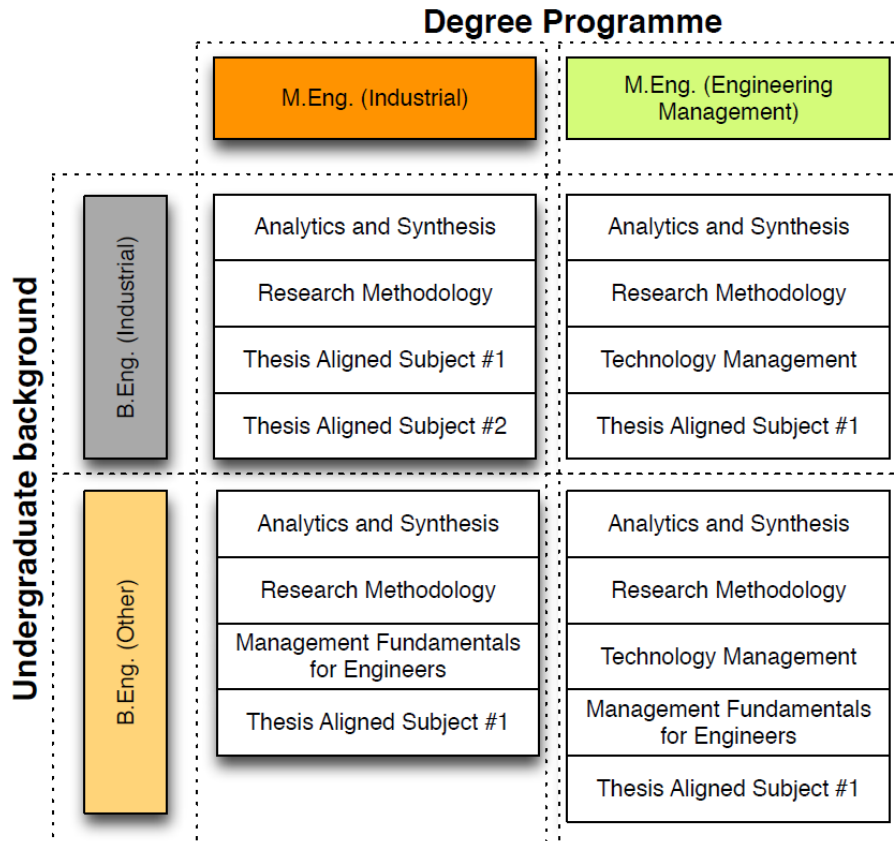 Degree Programme
M.Eng. (Industrial)
M.Eng. (Engineering
Management)
Undergraduate background
B.Eng. (Industrial)
Analytics and Synthesis
Research Methodology
Thesis Aligned Subject #1
Thesis Aligned Subject #2
Analytics and Synthesis
Research Methodology
Technology Management
Thesis Aligned Subject #1
B.Eng. (Other)
Analytics and Synthesis
Research Methodology
Management Fundamentals
for Engineers
Thesis Aligned Subject #1
Analytics and Synthesis
Research Methodology
Technology Management
Management Fundamentals
for Engineers
Thesis Aligned Subject #1